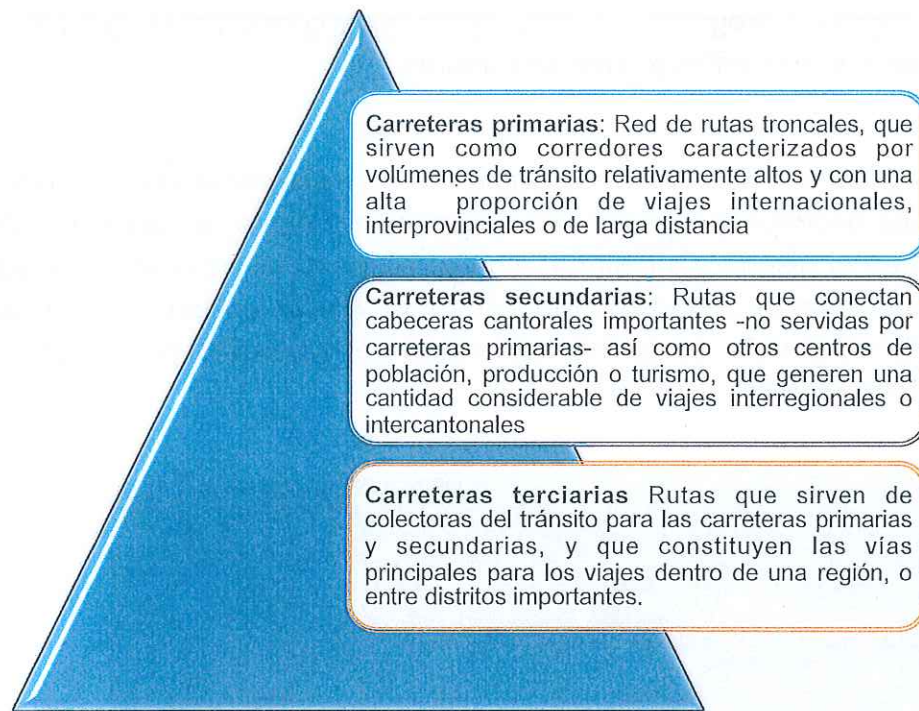 Carreteras primarias: Red de rutas troncales, que
sirven como corredores caracterizados por
volúmenes de tránsito relativamente altos y con una
alta proporción de viajes internacionales,
interprovinciales o de larga distancia
Carreteras secundarias: Rutas que conectan
cabeceras cantorales importantes -no servidas por
carreteras primarias- así como otros centros de
población, producción o turismo, que generen una
cantidad considerable de viajes interregionales o
intercantonales
Carreteras terciarias Rutas que sirven de
colectoras del tránsito para las carreteras primarias
y secundarias, y que constituyen las vías
principales para los viajes dentro de una región, o
entre distritos importantes.